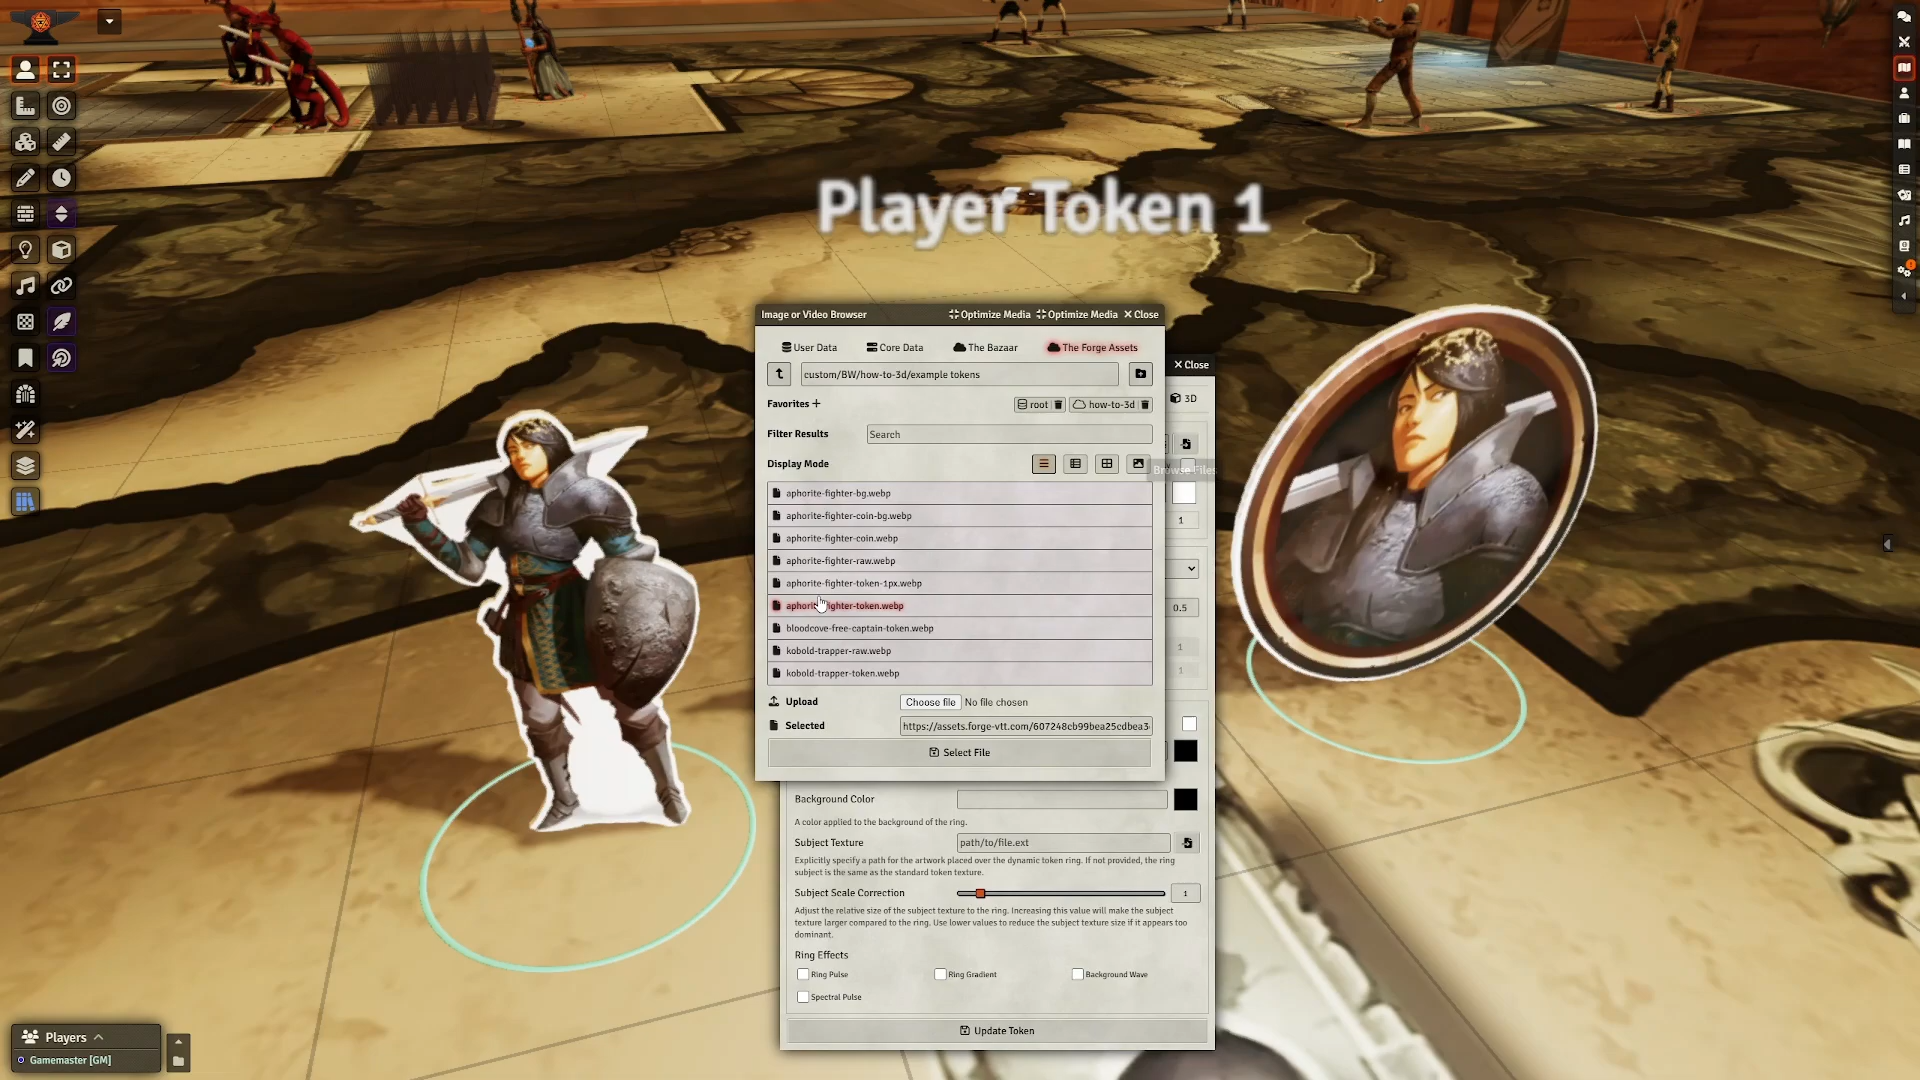 Player Token 1
Image or Video Browser
Optimize Media
Optimize Media
Close
User Data
Core Data
The Bazaar
The Forge Assets
custom/BW/how-to-3d/example tokens
Favorites
root
how-to-3d
Filter Results
Search
Display Mode
aphorite-fighter-bg.webp
aphorite-fighter-coin-bg.webp
aphorite-fighter-coin.webp
aphorite-fighter-raw.webp
aphorite-fighter-token-1px.webp
aphorite-fighter-token.webp
bloodcove-free-captain-token.webp
kobold-trapper-raw.webp
kobold-trapper-token.webp
Upload
Choose file
No file chosen
Selected
https://assets.forge-vtt.com/607248cb99bea25cdbea3
Select File
Close
3D
Browse Files
1
0.5
1
1
Background Color
A color applied to the background of the ring.
Subject Texture
path/to/file.ext
Explicitly specify a path for the artwork placed over the dynamic token ring. If not provided, the ring
subject is the same as the standard token texture.
Subject Scale Correction
1
Adjust the relative size of the subject texture to the ring. Increasing this value will make the subject
texture larger compared to the ring. Use lower values to reduce the subject texture size if it appears too
dominant.
Ring Effects
Ring Pulse
Ring Gradient
Background Wave
Spectral Pulse
Update Token
Players
Gamemaster [GM]